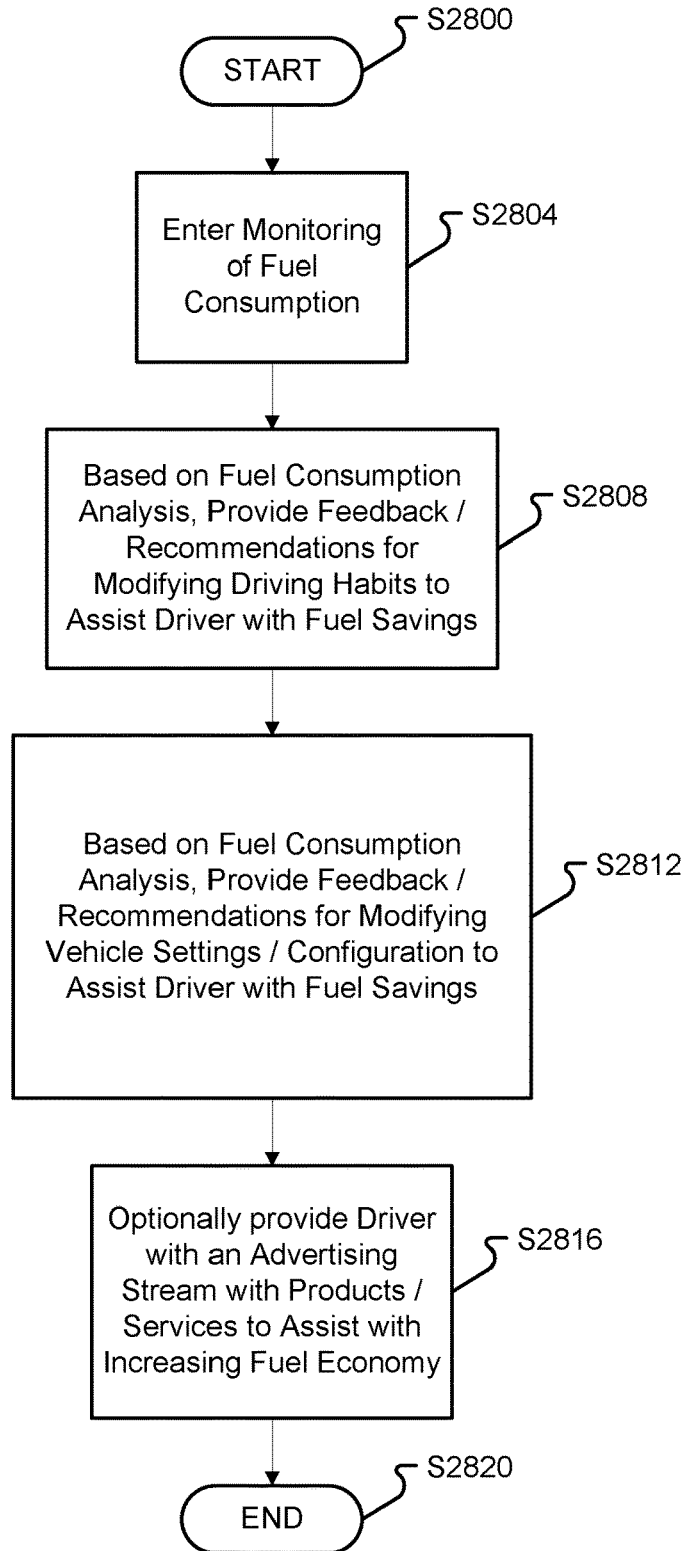 S2800
START
S2804
Enter Monitoring
of Fuel
Consumption
Based on Fuel Consumption
Analysis, Provide Feedback /
Recommendations for
Modifying Driving Habits to
Assist Driver with Fuel Savings
S2808
Based on Fuel Consumption
Analysis, Provide Feedback /
Recommendations for Modifying
Vehicle Settings / Configuration to
Assist Driver with Fuel Savings
S2812
Optionally provide Driver
with an Advertising
Stream with Products /
Services to Assist with
Increasing Fuel Economy
S2816
S2820
END